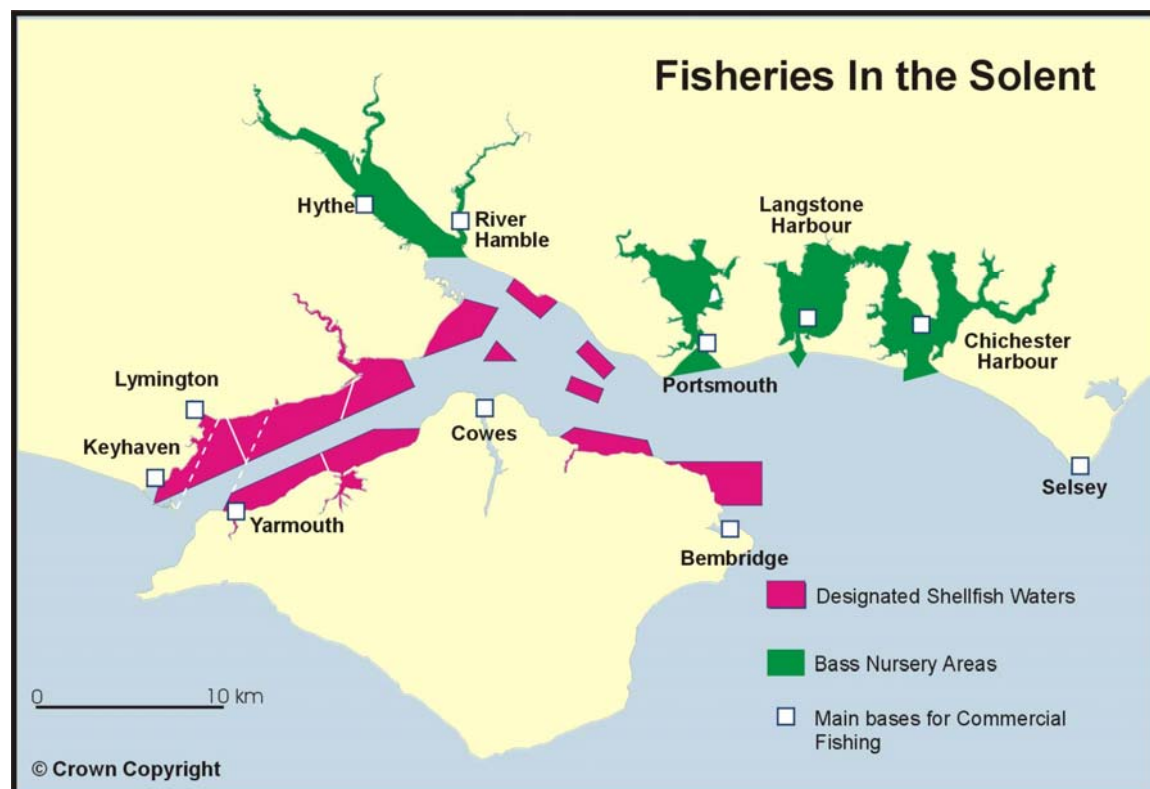 Fisheries In the Solent
Hythe
River
Hamble
Langstone
Harbour
Chichester
Harbour
Portsmouth
Lymington
Keyhaven
Cowes
Selsey
Yarmouth
Bembridge
Designated Shellfish Waters
Bass Nursery Areas
Main bases for Commercial
Fishing
0 10 km
© Crown Copyright